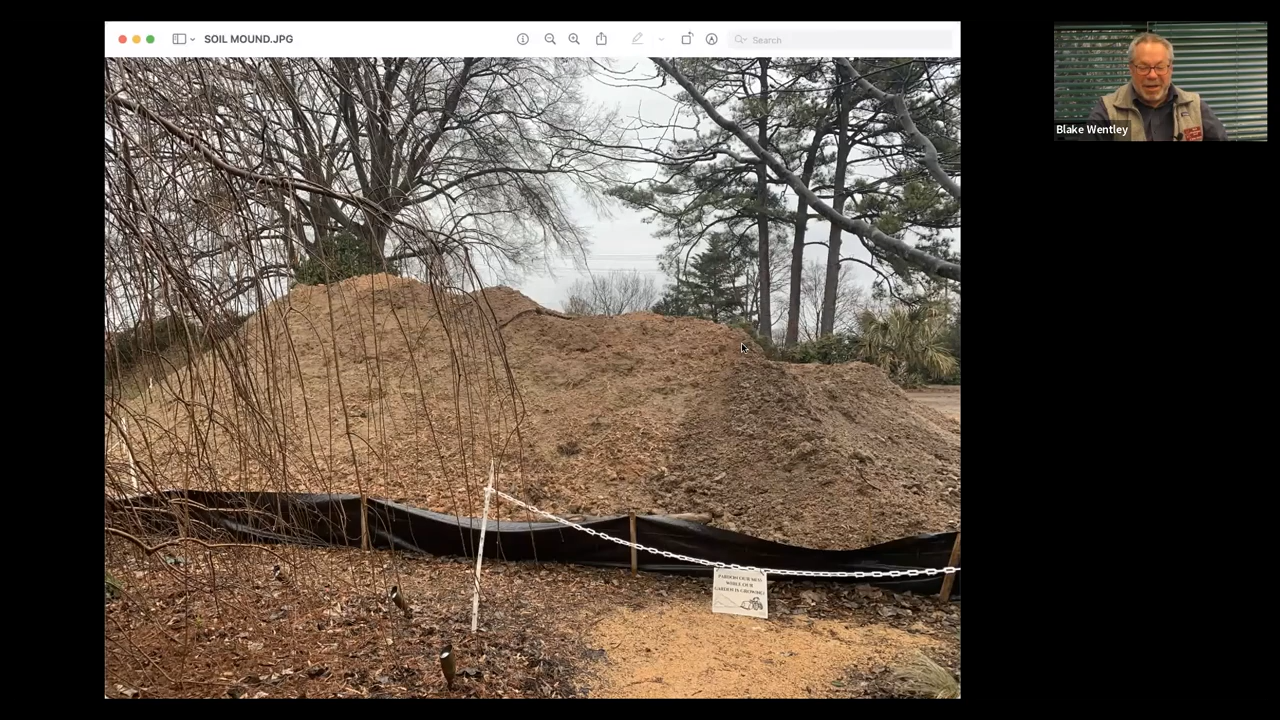 SOIL MOUND.JPG
Search
Blake Wentley
PARDON OUR MESS
WHILE OUR
GARDEN IS GROWING!